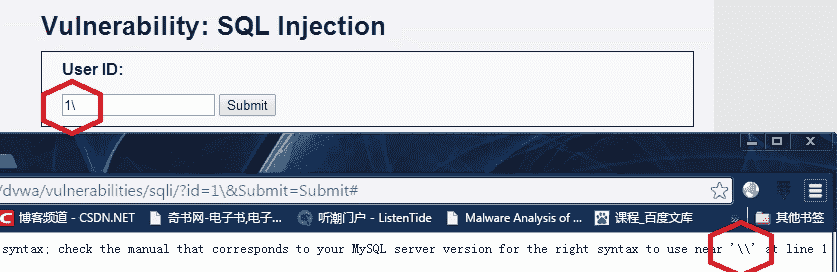 Vulnerability: SQL Injection
User ID:
1\
Submit
/dvwa/vulnerabilities/sqli/?id=1\&Submit=Submit#
博客频道 - CSDN.NET 奇书网-电子书,电子... 听潮门户 - ListenTide Malware Analysis of ... 课程_百度文库 » 其他书签
syntax; check the manual that corresponds to your MySQL server version for the right syntax to use near '\\' at line 1